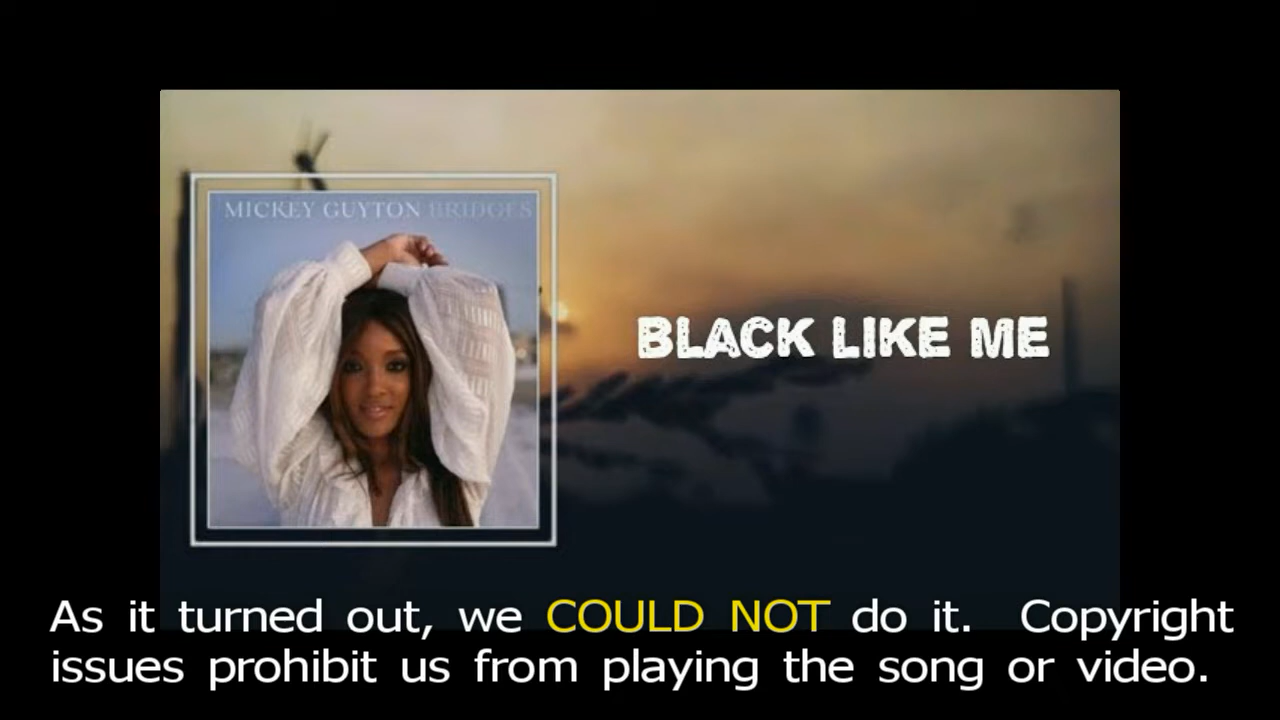 MICKEY GUYTON BRIDGES
BLACK LIKE ME
As it turned out, we COULD NOT do it. Copyright
issues prohibit us from playing the song or video.